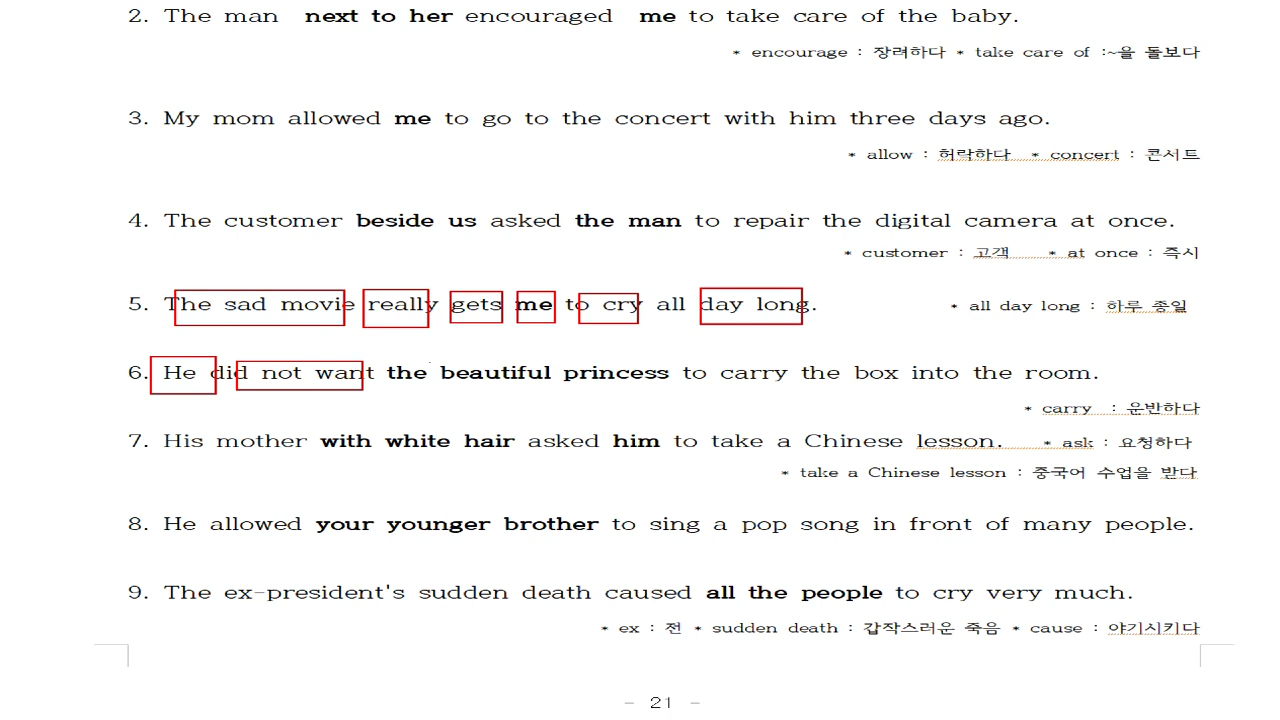 2. The man next to her encouraged me to take care of the baby.
* encourage : 장려하다 * take care of :~을 돌보다
3. My mom allowed me to go to the concert with him three days ago.
* allow : 허락하다 * concert : 콘서트
4. The customer beside us asked the man to repair the digital camera at once.
* customer : 고객 * at once : 즉시
5. The sad movie really gets me to cry all day long. * all day long : 하루 종일
6. He did not want the beautiful princess to carry the box into the room.
* carry : 운반하다
7. His mother with white hair asked him to take a Chinese lesson. * ask : 요청하다
* take a Chinese lesson : 중국어 수업을 받다
8. He allowed your younger brother to sing a pop song in front of many people.
9. The ex-president's sudden death caused all the people to cry very much.
* ex : 전 * sudden death : 갑작스러운 죽음 * cause : 야기시키다
- 21 -